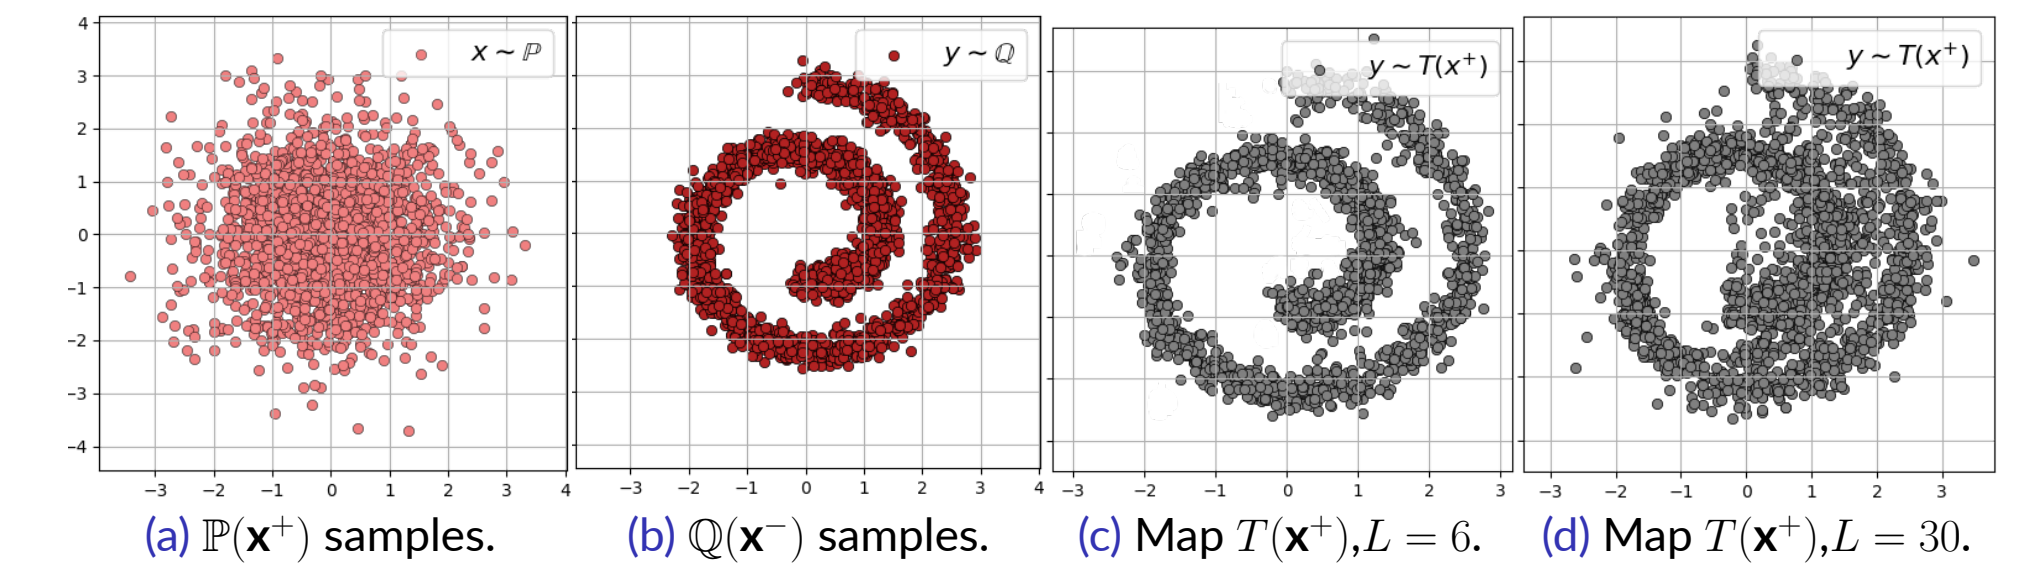 x ~ ℙ
y ~ ℚ
y ~ T(x⁺)
y ~ T(x⁺)
4
3
2
1
0
−1
−2
−3
−4
−3 −2 −1 0 1 2 3 4
−3 −2 −1 0 1 2 3 4
−3 −2 −1 0 1 2 3
−3 −2 −1 0 1 2 3
(a) ℙ(x⁺) samples.
(b) ℚ(x⁻) samples.
(c) Map T(x⁺),L = 6.
(d) Map T(x⁺),L = 30.